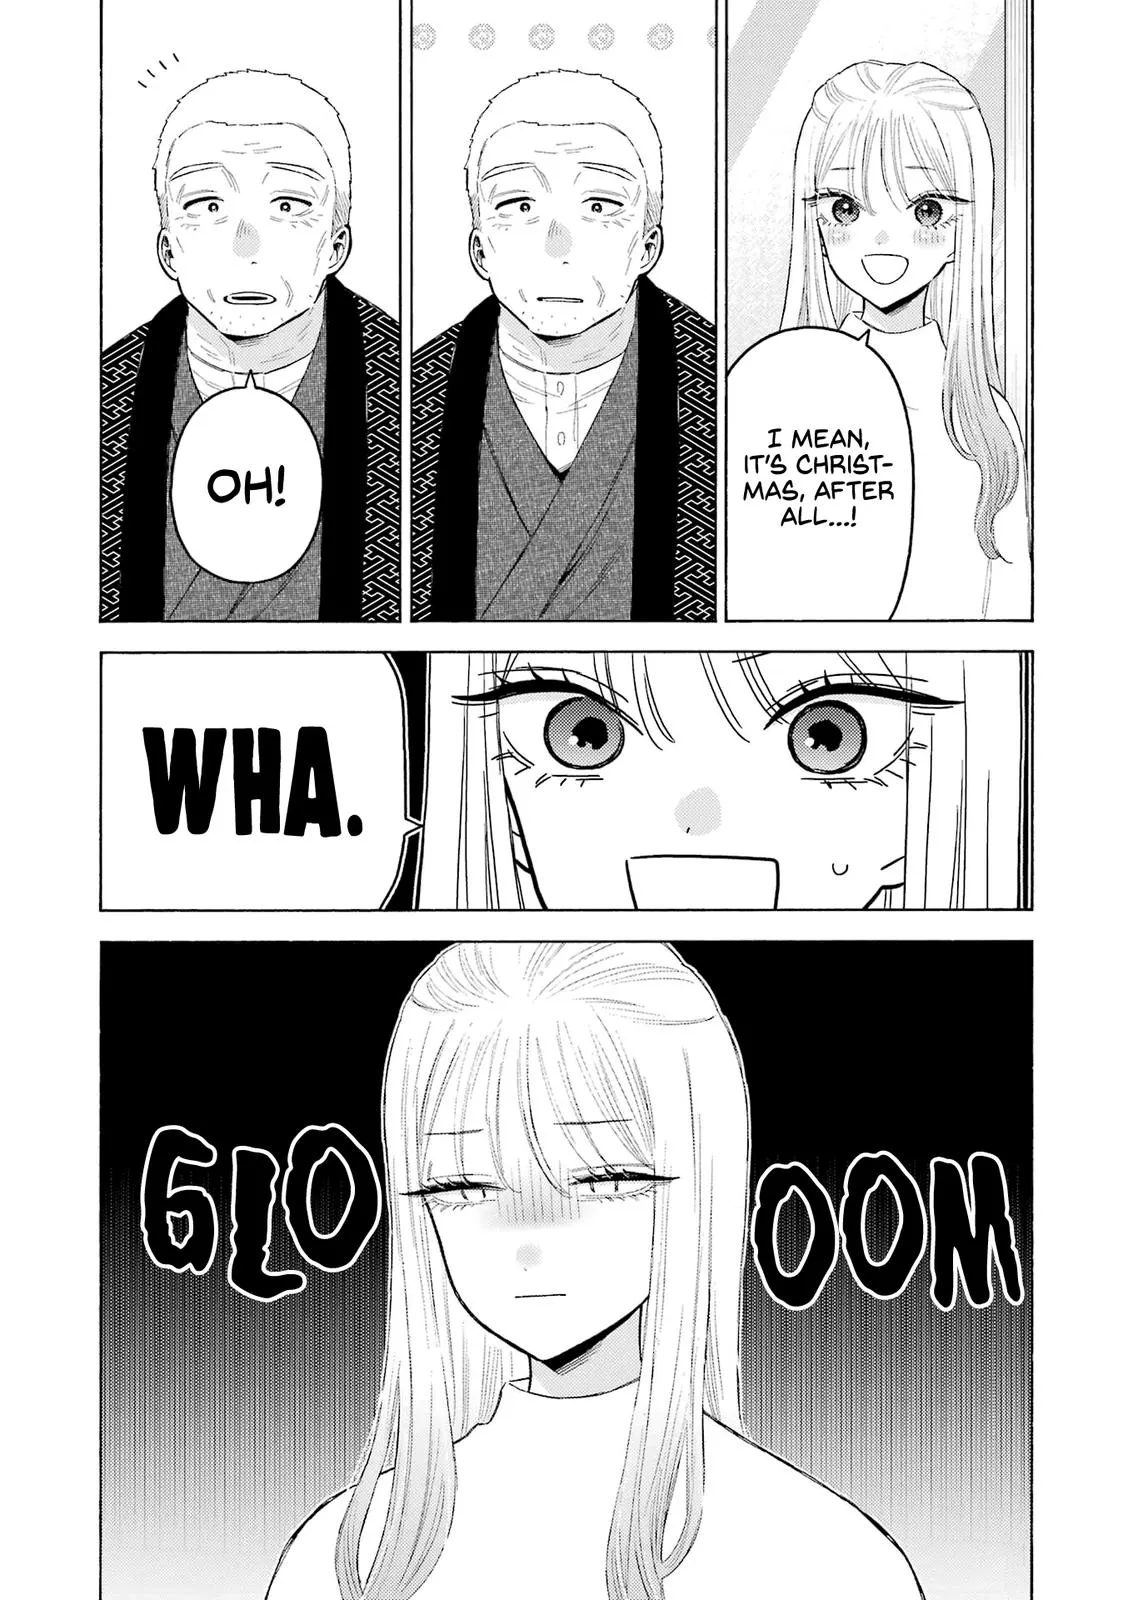 I MEAN,
IT'S CHRIST-
MAS, AFTER
ALL...!
OH!
WHA.
GLO
OOM